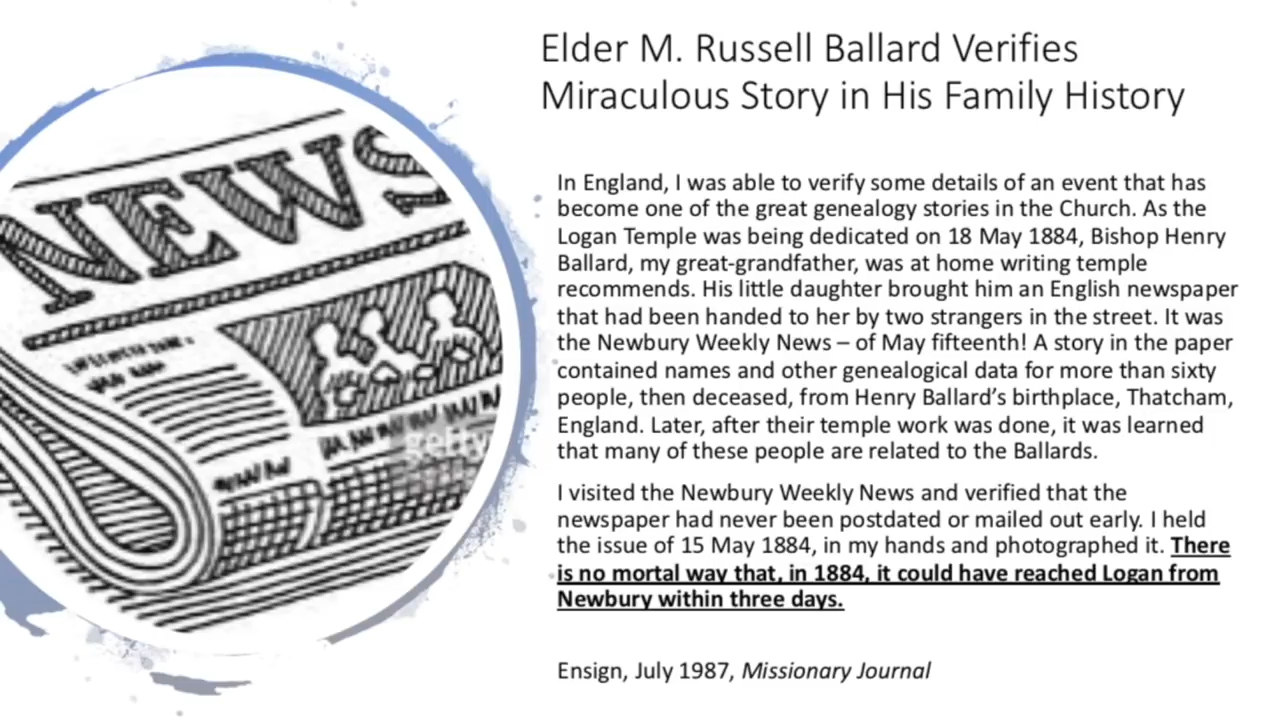 Elder M. Russell Ballard Verifies
Miraculous Story in His Family History
NEWS
getty
In England, I was able to verify some details of an event that has
become one of the great genealogy stories in the Church. As the
Logan Temple was being dedicated on 18 May 1884, Bishop Henry
Ballard, my great-grandfather, was at home writing temple
recommends. His little daughter brought him an English newspaper
that had been handed to her by two strangers in the street. It was
the Newbury Weekly News – of May fifteenth! A story in the paper
contained names and other genealogical data for more than sixty
people, then deceased, from Henry Ballard’s birthplace, Thatcham,
England. Later, after their temple work was done, it was learned
that many of these people are related to the Ballards.
I visited the Newbury Weekly News and verified that the
newspaper had never been postdated or mailed out early. I held
the issue of 15 May 1884, in my hands and photographed it. There
is no mortal way that, in 1884, it could have reached Logan from
Newbury within three days.
Ensign, July 1987, Missionary Journal